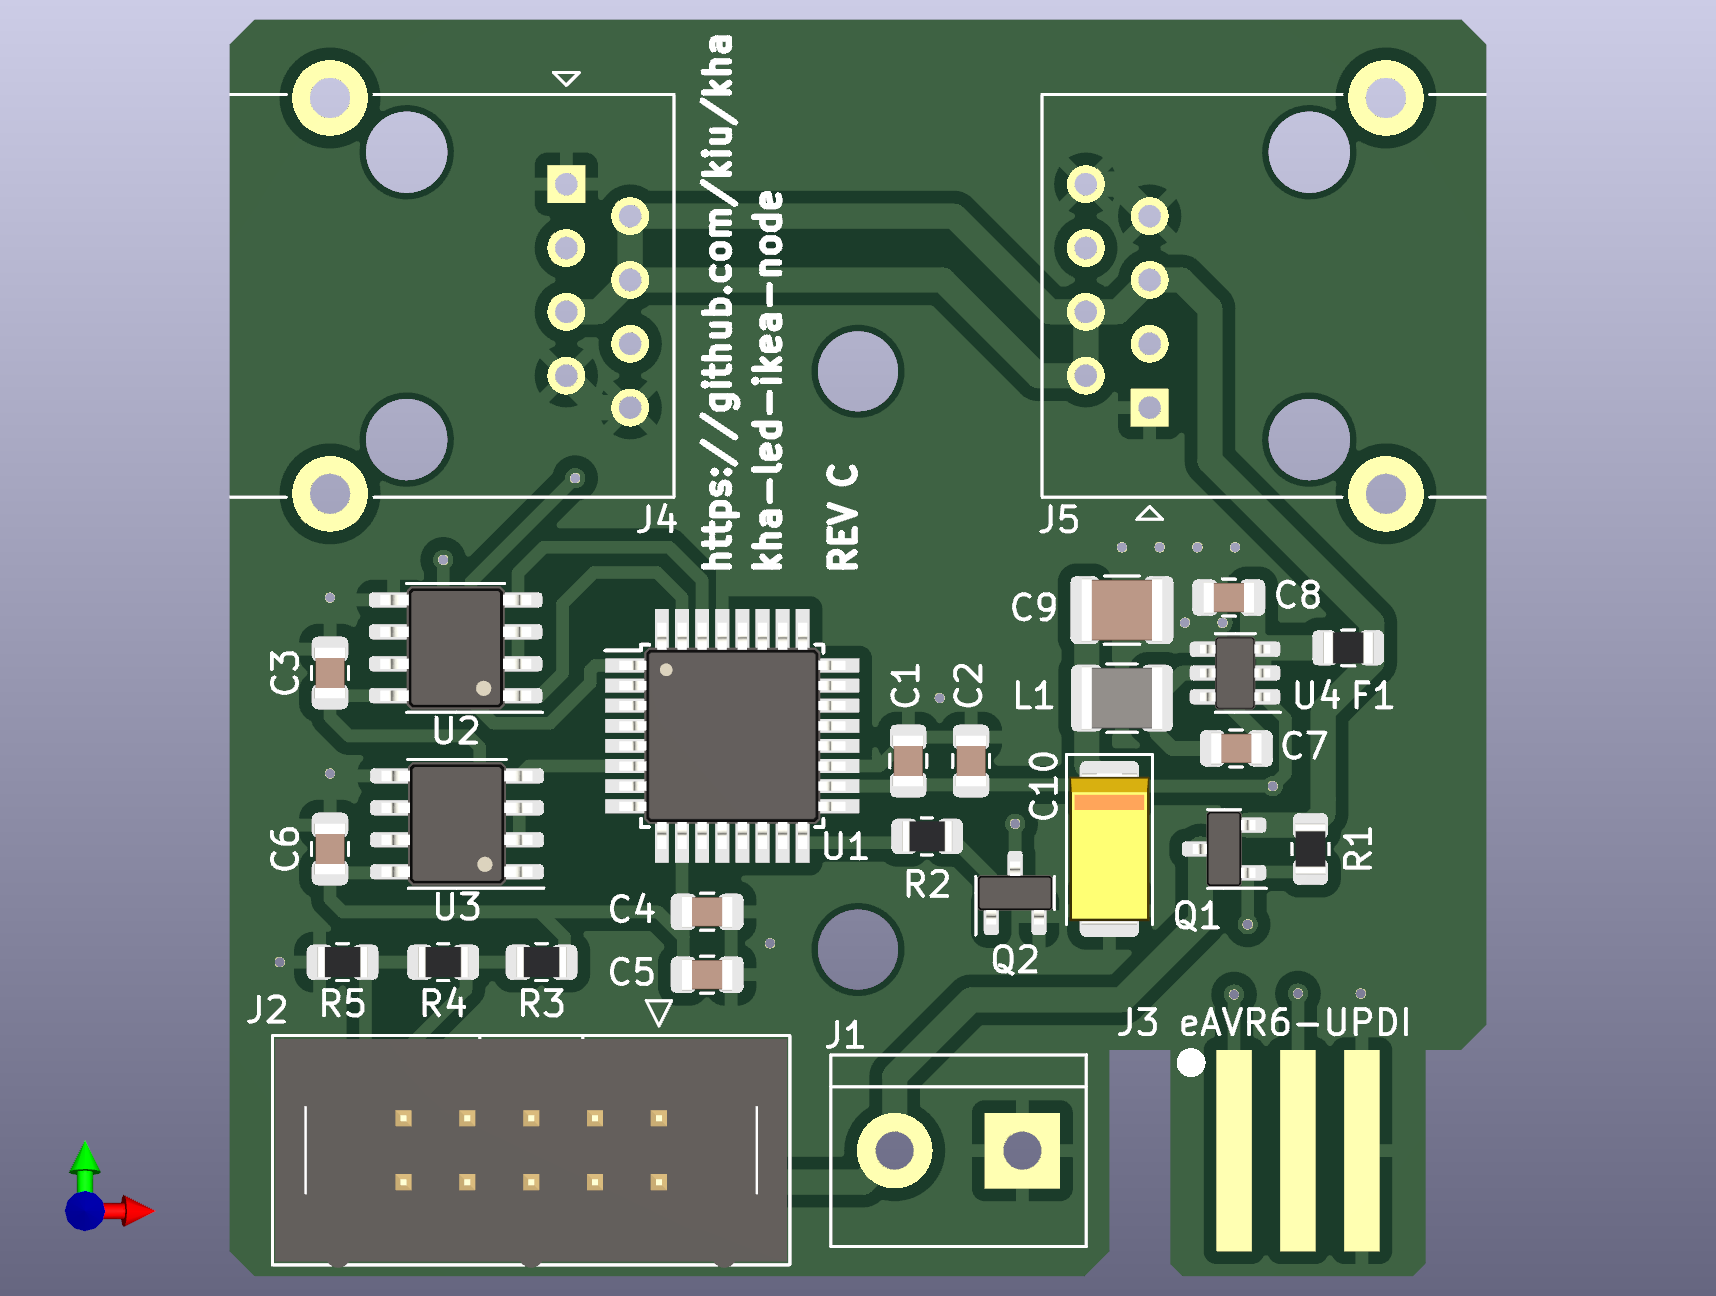 https://github.com/kiu/kha
kha-led-ikea-node
REV C
J4
J5
C9
C8
C3
U2
C1
C2
L1
U4
F1
C7
C10
C6
U3
U1
R2
R1
C4
Q1
C5
Q2
J2
R5
R4
R3
J1
J3
eAVR6-UPDI